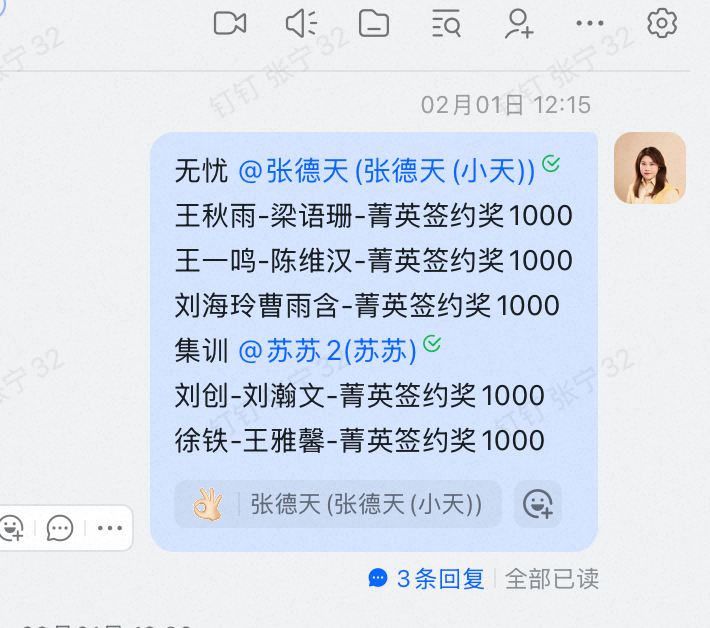 02月01日 12:15
无忧 @张德天(张德天(小天))
王秋雨-梁语珊-菁英签约奖1000
王一鸣-陈维汉-菁英签约奖1000
刘海玲曹雨含-菁英签约奖1000
集训 @苏苏2(苏苏)
刘创-刘瀚文-菁英签约奖1000
徐铁-王雅馨-菁英签约奖1000
张德天(张德天(小天))
3条回复 全部已读
钉钉 张宁 32